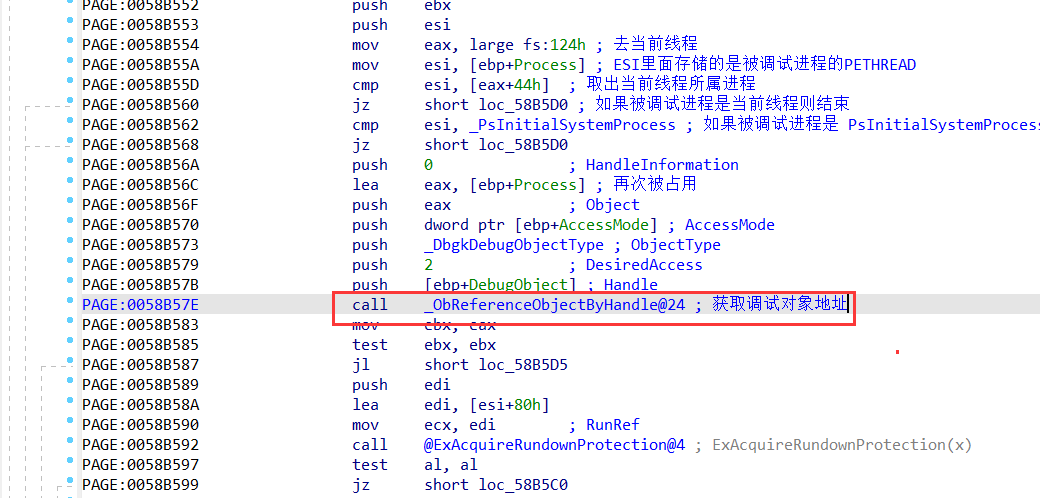 PAGE:0058B552 push ebx
PAGE:0058B553 push esi
PAGE:0058B554 mov eax, large fs:124h ; 去当前线程
PAGE:0058B55A mov esi, [ebp+Process] ; ESI里面存储的是被调试进程的PETHREAD
PAGE:0058B55D cmp esi, [eax+44h] ; 取出当前线程所属进程
PAGE:0058B560 jz short loc_58B5D0 ; 如果被调试进程是当前线程则结束
PAGE:0058B562 cmp esi, _PsInitialSystemProcess ; 如果被调试进程是 PsInitialSystemProcess
PAGE:0058B568 jz short loc_58B5D0
PAGE:0058B56A push 0 ; HandleInformation
PAGE:0058B56C lea eax, [ebp+Process] ; 再次被占用
PAGE:0058B56F push eax ; Object
PAGE:0058B570 push dword ptr [ebp+AccessMode] ; AccessMode
PAGE:0058B573 push _DbgkDebugObjectType ; ObjectType
PAGE:0058B579 push 2 ; DesiredAccess
PAGE:0058B57B push [ebp+DebugObject] ; Handle
PAGE:0058B57E call _ObReferenceObjectByHandle@24 ; 获取调试对象地址
PAGE:0058B583 mov ebx, eax
PAGE:0058B585 test ebx, ebx
PAGE:0058B587 jl short loc_58B5D5
PAGE:0058B589 push edi
PAGE:0058B58A lea edi, [esi+80h]
PAGE:0058B590 mov ecx, edi ; RunRef
PAGE:0058B592 call @ExAcquireRundownProtection@4 ; ExAcquireRundownProtection(x)
PAGE:0058B597 test al, al
PAGE:0058B599 jz short loc_58B5C0